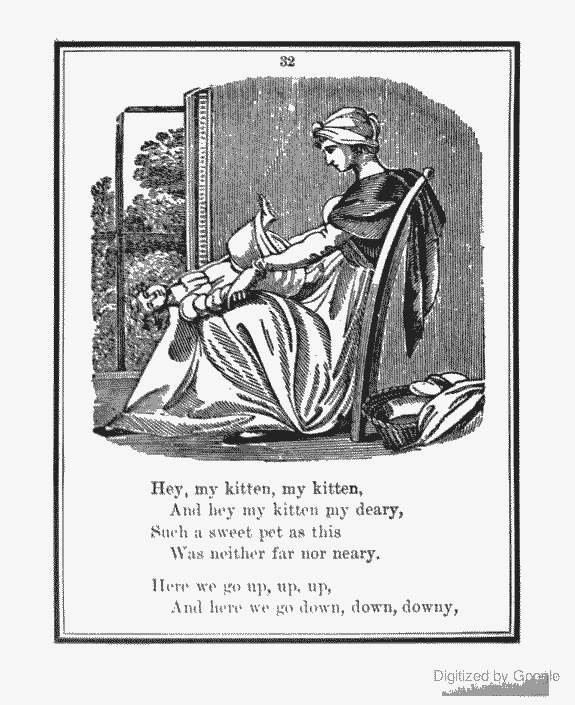 32
Hey, my kitten, my kitten,
And hey my kitten my deary,
Such a sweet pet as this
Was neither far nor neary.
Here we go up, up, up,
And here we go down, down, downy,
Digitized by Google